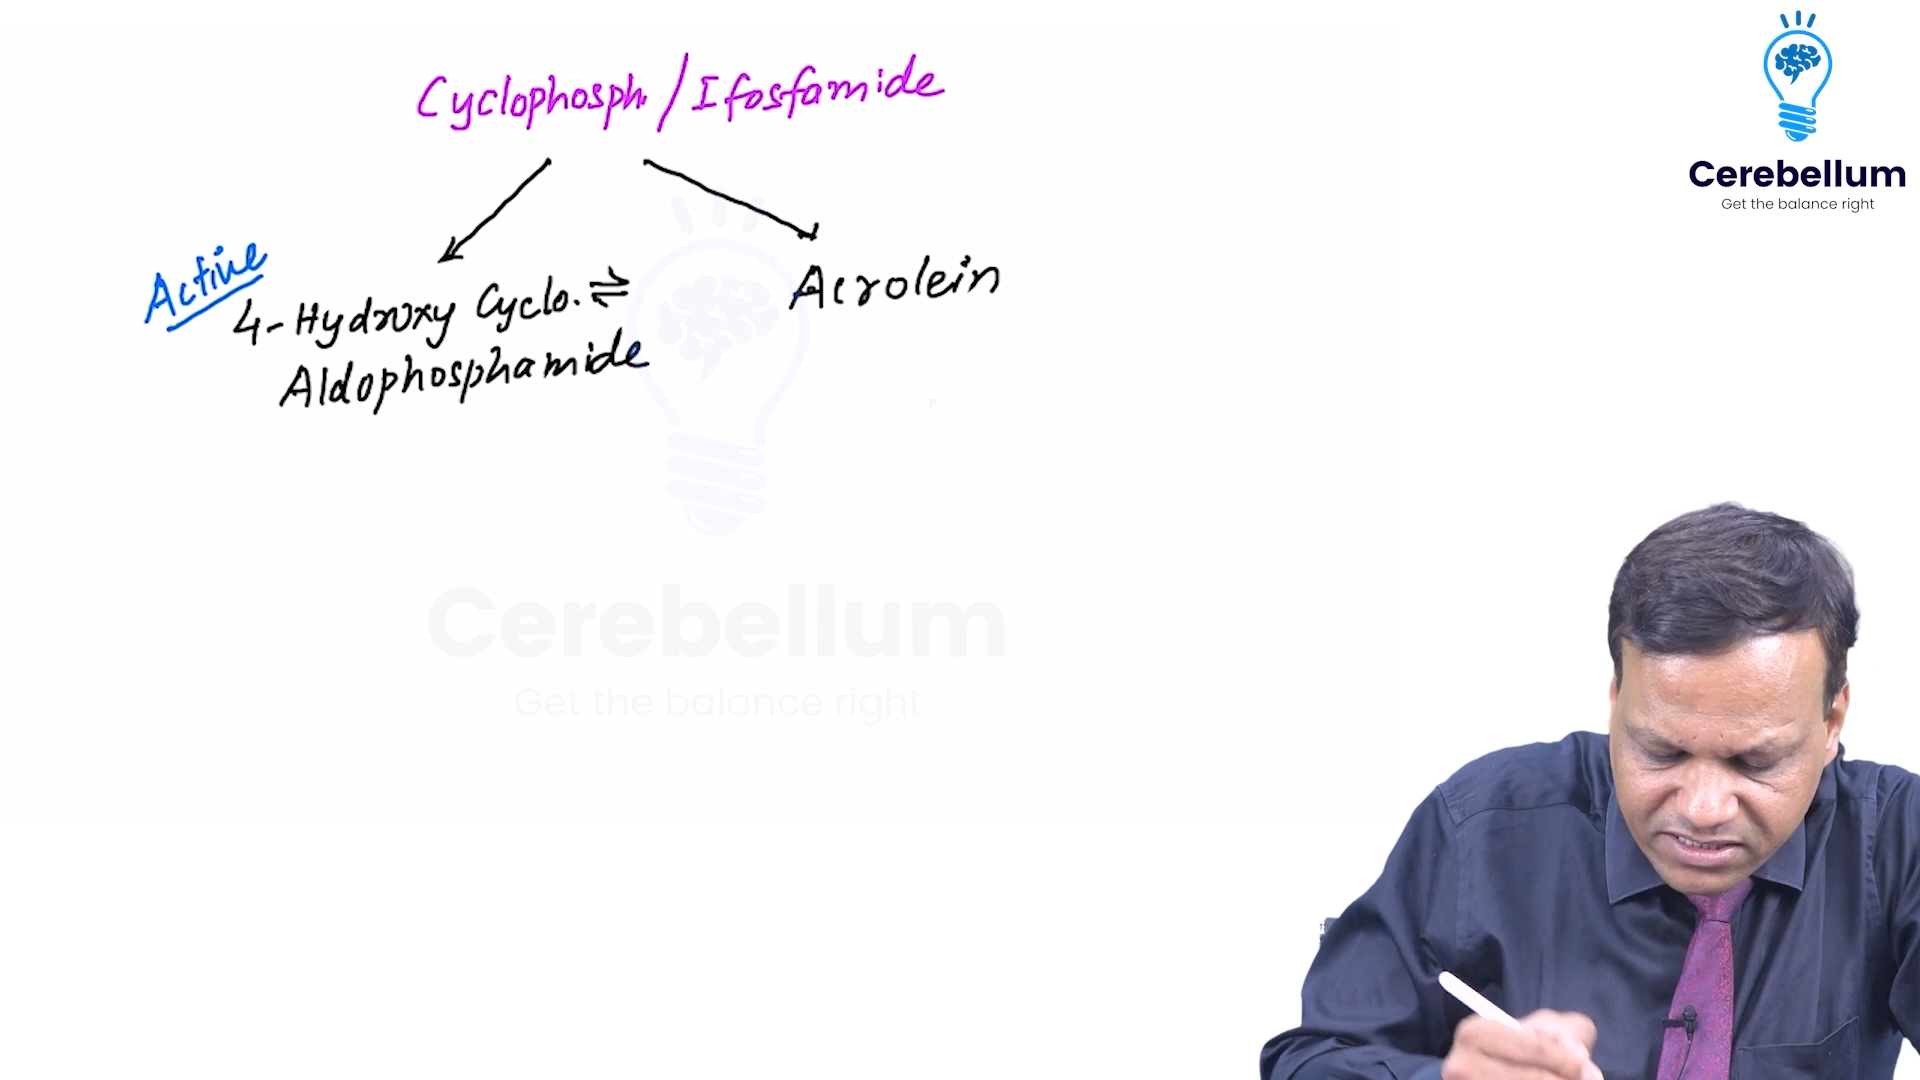 Cyclophosph. / Ifosfamide
Active
4-Hydroxy Cyclo. ⇌
Aldophosphamide
Acrolein
Cerebellum
Get the balance right
Cerebellum
Get the balance right